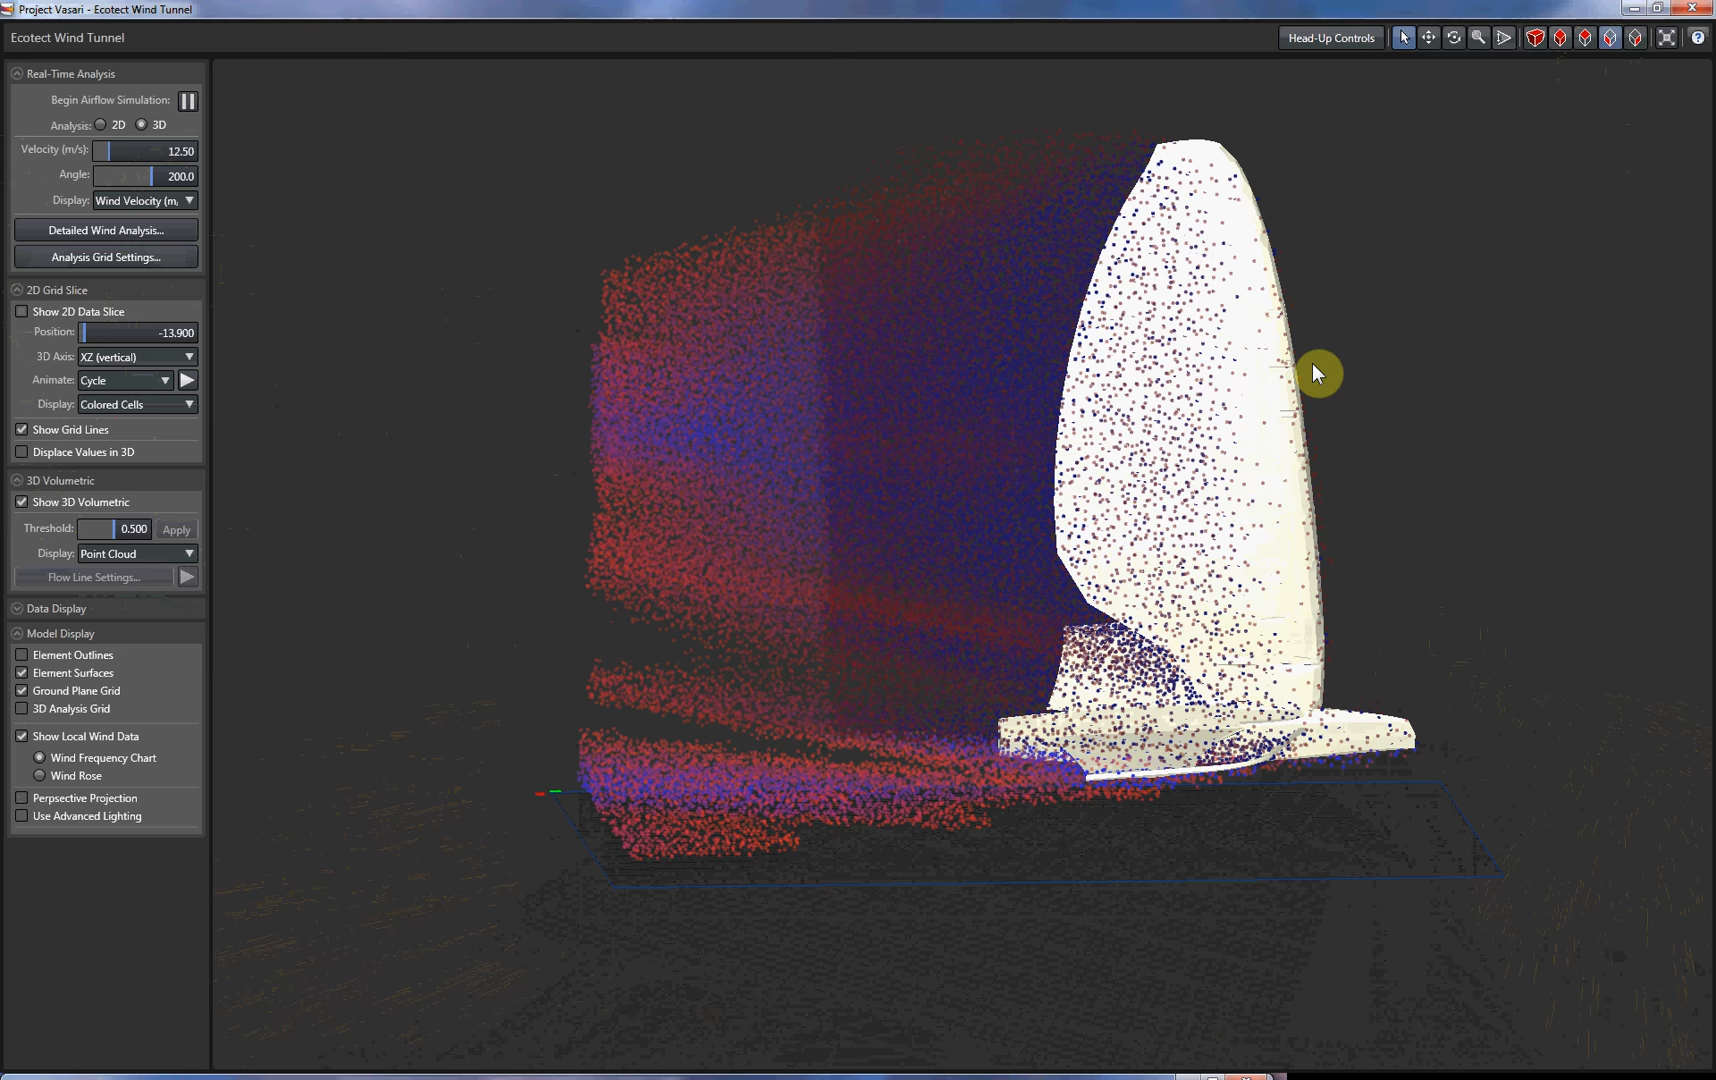 Project Vasari - Ecotect Wind Tunnel
Ecotect Wind Tunnel
Head-Up Controls
Real-Time Analysis
Begin Airflow Simulation:
Analysis: 2D 3D
Velocity (m/s): 12.50
Angle: 200.0
Display: Wind Velocity (m,
Detailed Wind Analysis...
Analysis Grid Settings...
2D Grid Slice
Show 2D Data Slice
Position: -13.900
3D Axis: XZ (vertical)
Animate: Cycle
Display: Colored Cells
Show Grid Lines
Displace Values in 3D
3D Volumetric
Show 3D Volumetric
Threshold: 0.500 Apply
Display: Point Cloud
Flow Line Settings...
Data Display
Model Display
Element Outlines
Element Surfaces
Ground Plane Grid
3D Analysis Grid
Show Local Wind Data
Wind Frequency Chart
Wind Rose
Perpsective Projection
Use Advanced Lighting